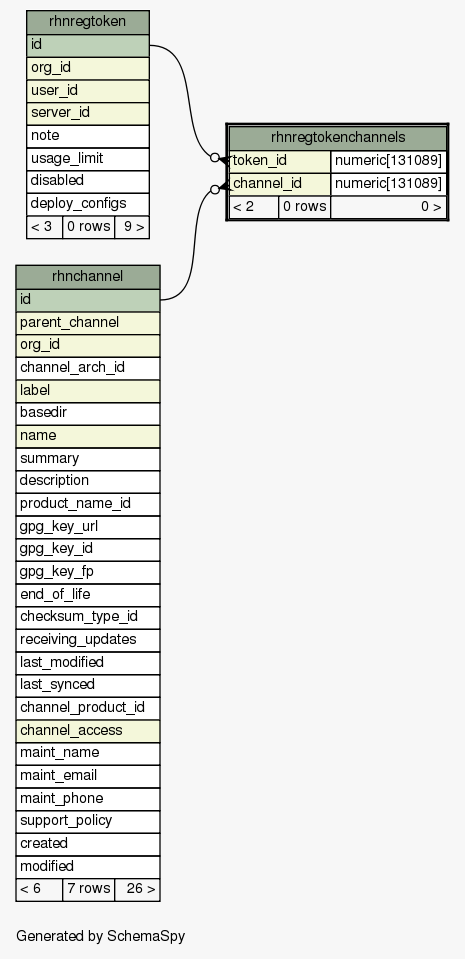 rhnregtoken
id
org_id
user_id
server_id
note
usage_limit
disabled
deploy_configs
< 3 0 rows 9 >
rhnregtokenchannels
token_id numeric[131089]
channel_id numeric[131089]
< 2 0 rows 0 >
rhnchannel
id
parent_channel
org_id
channel_arch_id
label
basedir
name
summary
description
product_name_id
gpg_key_url
gpg_key_id
gpg_key_fp
end_of_life
checksum_type_id
receiving_updates
last_modified
last_synced
channel_product_id
channel_access
maint_name
maint_email
maint_phone
support_policy
created
modified
< 6 7 rows 26 >
Generated by SchemaSpy